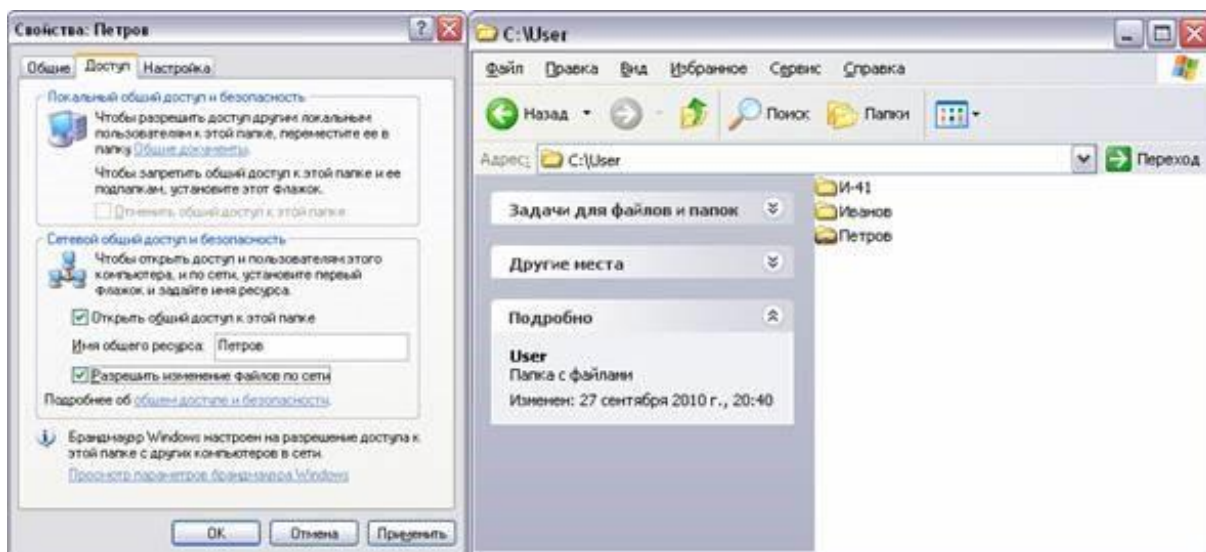 Свойства: Петров
Общие Доступ Настройка
Локальный общий доступ и безопасность
Чтобы разрешить доступ другим локальным
пользователям к этой папке, переместите ее в
папку Общие документы.
Чтобы запретить общий доступ к этой папке и ее
подпапкам, установите этот флажок.
Отменить общий доступ к этой папке
Сетевой общий доступ и безопасность
Чтобы открыть доступ и пользователям этого
компьютера, и по сети, установите первый
флажок и задайте имя ресурса.
Открыть общий доступ к этой папке
Имя общего ресурса: Петров
Разрешить изменение файлов по сети
Подробнее об общем доступе и безопасности.
Брандмауэр Windows настроен на разрешение доступа к
этой папке с других компьютеров в сети.
Просмотр параметров брандмауэра Windows
OK Отмена Применить
C:\User
Файл Правка Вид Избранное Сервис Справка
Назад Поиск Папки
Адрес: C:\User Переход
Задачи для файлов и папок
Другие места
Подробно
User
Папка с файлами
Изменен: 27 сентября 2010 г., 20:40
И-41
Иванов
Петров